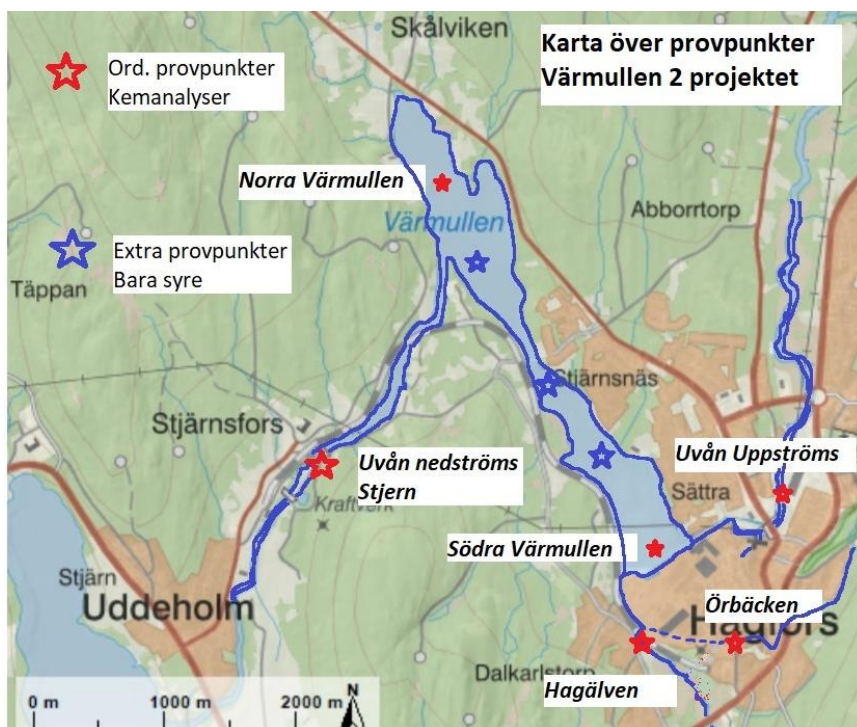 Skålviken
Karta över provpunkter
Värmullen 2 projektet
Ord. provpunkter
Kemanalyser
Norra Värmullen
Värmullen
Abborrtorp
Extra provpunkter
Bara syre
Täppan
Stjärnsnäs
Stjärnsfors
Uvån nedströms
Stjern
Uvån Uppströms
Sättra
Kraftverk
Södra Värmullen
Stjärn
Uddeholm
Örbäcken
Hagfors
Dalkarlstorp
Hagälven
0 m
1000 m
2000 m
N